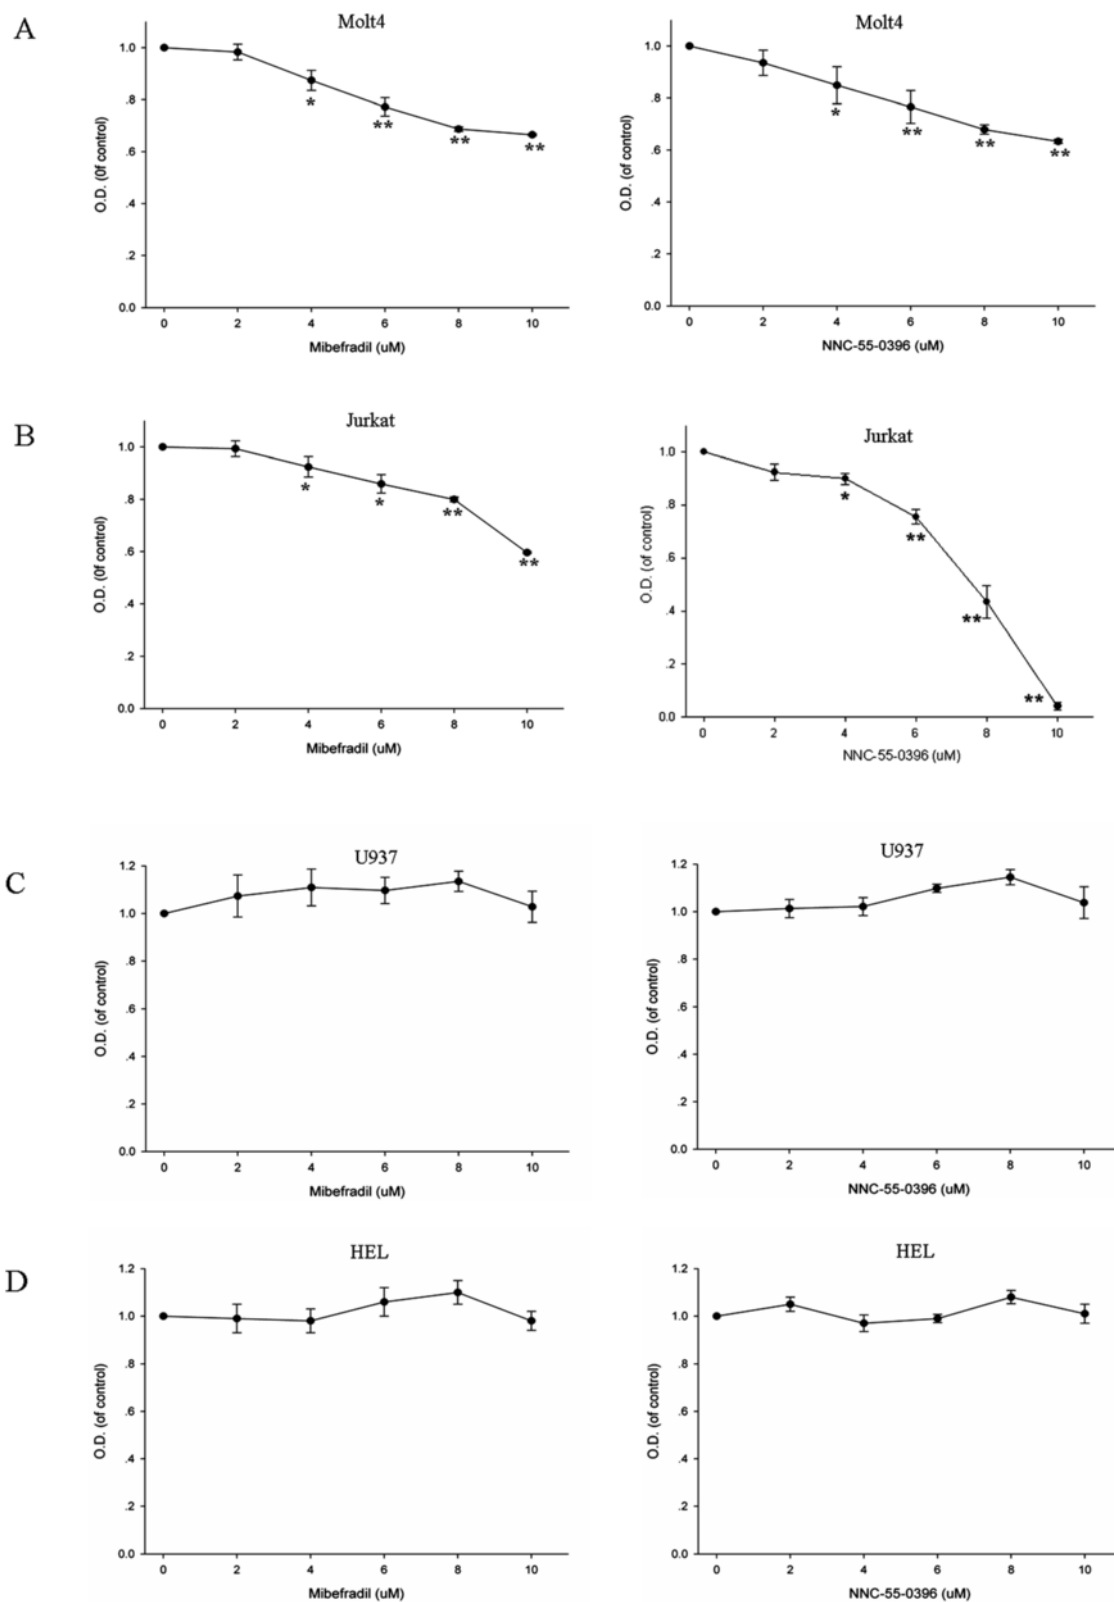 A
Molt4
1.0
.8
.6
.4
.2
0.0
O.D. (0f control)
* ** ** **
0 2 4 6 8 10
Mibefradil (uM)
Molt4
1.0
.8
.6
.4
.2
0.0
O.D. (of control)
* ** ** **
0 2 4 6 8 10
NNC-55-0396 (uM)
B
Jurkat
1.0
.8
.6
.4
.2
0.0
O.D. (0f control)
* * ** **
0 2 4 6 8 10
Mibefradil (uM)
Jurkat
1.0
.8
.6
.4
.2
0.0
O.D. (of control)
* ** ** **
0 2 4 6 8 10
NNC-55-0396 (uM)
C
U937
1.2
1.0
.8
.6
.4
.2
0.0
O.D. (of control)
0 2 4 6 8 10
Mibefradil (uM)
U937
1.2
1.0
.8
.6
.4
.2
0.0
O.D. (of control)
0 2 4 6 8 10
NNC-55-0396 (uM)
D
HEL
1.2
1.0
.8
.6
.4
.2
0.0
O.D. (of control)
0 2 4 6 8 10
Mibefradil (uM)
HEL
1.2
1.0
.8
.6
.4
.2
0.0
O.D. (of control)
0 2 4 6 8 10
NNC-55-0396 (uM)